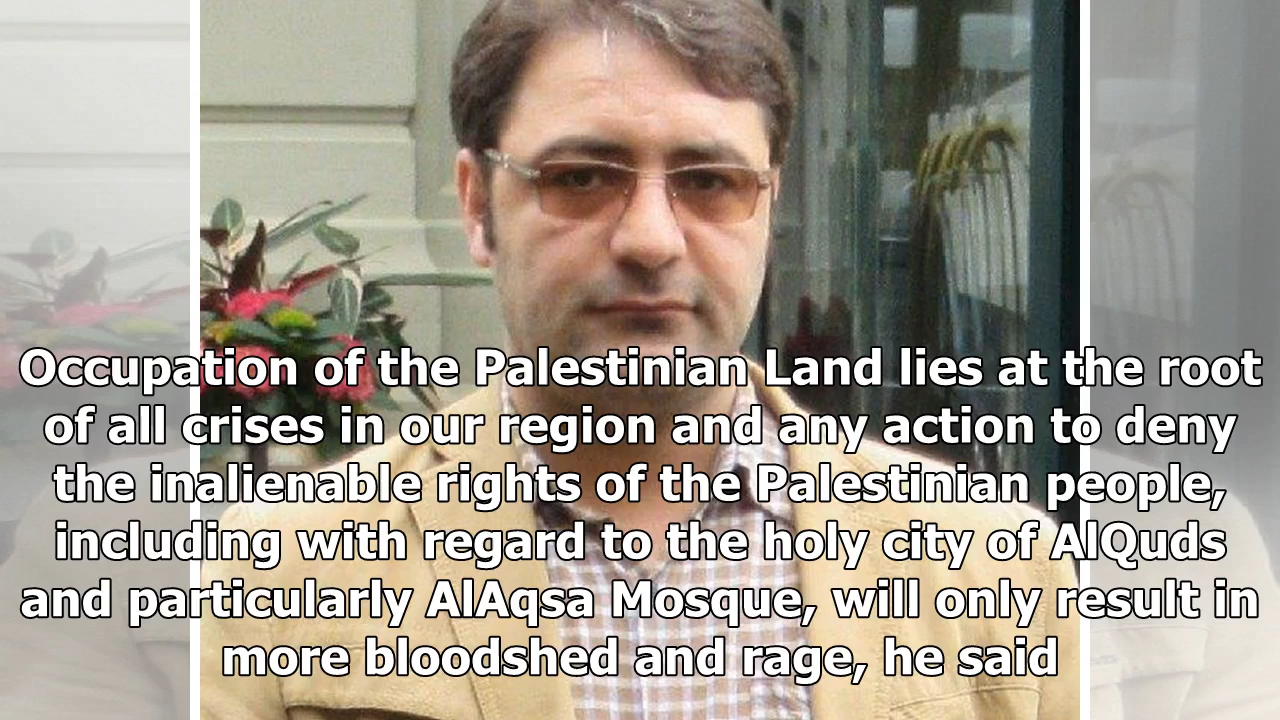 Occupation of the Palestinian Land lies at the root
of all crises in our region and any action to deny
the inalienable rights of the Palestinian people,
including with regard to the holy city of AlQuds
and particularly AlAqsa Mosque, will only result in
more bloodshed and rage, he said